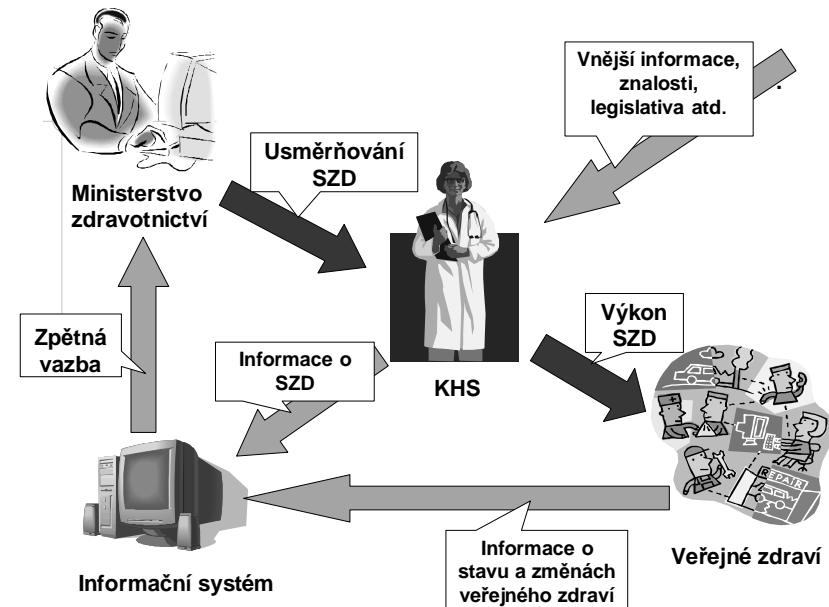 Vnější informace,
znalosti,
legislativa atd.
.
Usměrňování
SZD
Ministerstvo
zdravotnictví
Výkon
SZD
Zpětná
vazba
Informace o
SZD
KHS
REPAIR
Informace o
stavu a změnách
veřejného zdraví
Veřejné zdraví
Informační systém